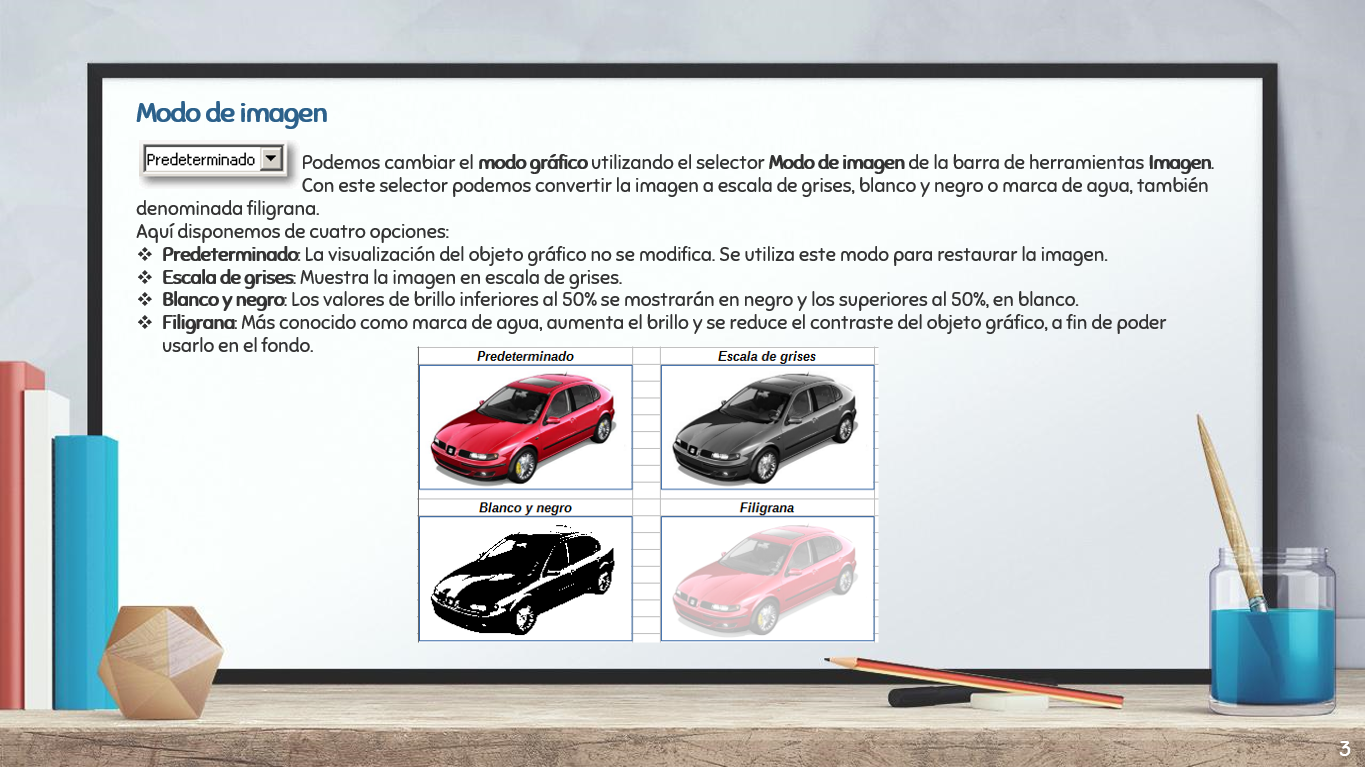 Modo de imagen
Predeterminado
Podemos cambiar el modo gráfico utilizando el selector Modo de imagen de la barra de herramientas Imagen.
Con este selector podemos convertir la imagen a escala de grises, blanco y negro o marca de agua, también
denominada filigrana.
Aquí disponemos de cuatro opciones:
❖ Predeterminado: La visualización del objeto gráfico no se modifica. Se utiliza este modo para restaurar la imagen.
❖ Escala de grises: Muestra la imagen en escala de grises.
❖ Blanco y negro: Los valores de brillo inferiores al 50% se mostrarán en negro y los superiores al 50%, en blanco.
❖ Filigrana: Más conocido como marca de agua, aumenta el brillo y se reduce el contraste del objeto gráfico, a fin de poder
usarlo en el fondo.
Predeterminado
Escala de grises
Blanco y negro
Filigrana
3